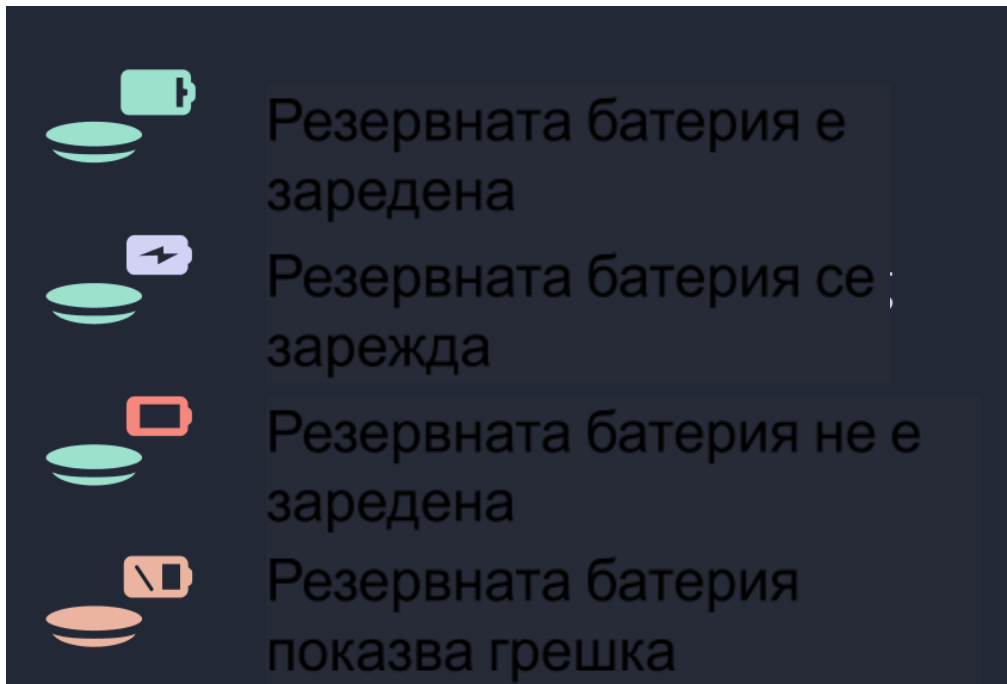 Резервната батерия е
заредена
Резервната батерия се
зарежда
Резервната батерия не е
заредена
Резервната батерия
показва грешка